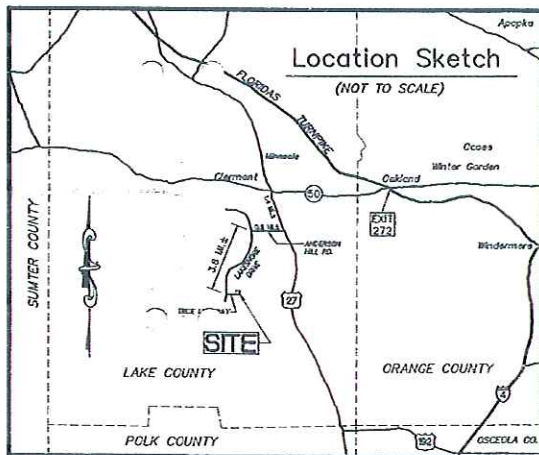 Apopka
Location Sketch
(NOT TO SCALE)
FLORIDAS TURNPIKE
Minneola
Ocoee
Winter Garden
Oakland
Clermont
50
EXIT
272
Windermere
SUMTER COUNTY
3.8 MI.±
LAKESHORE
DRIVE
ANDERSON
HILL RD.
27
SITE
LAKE COUNTY
ORANGE COUNTY
4
POLK COUNTY
192
OSCEOLA CO.